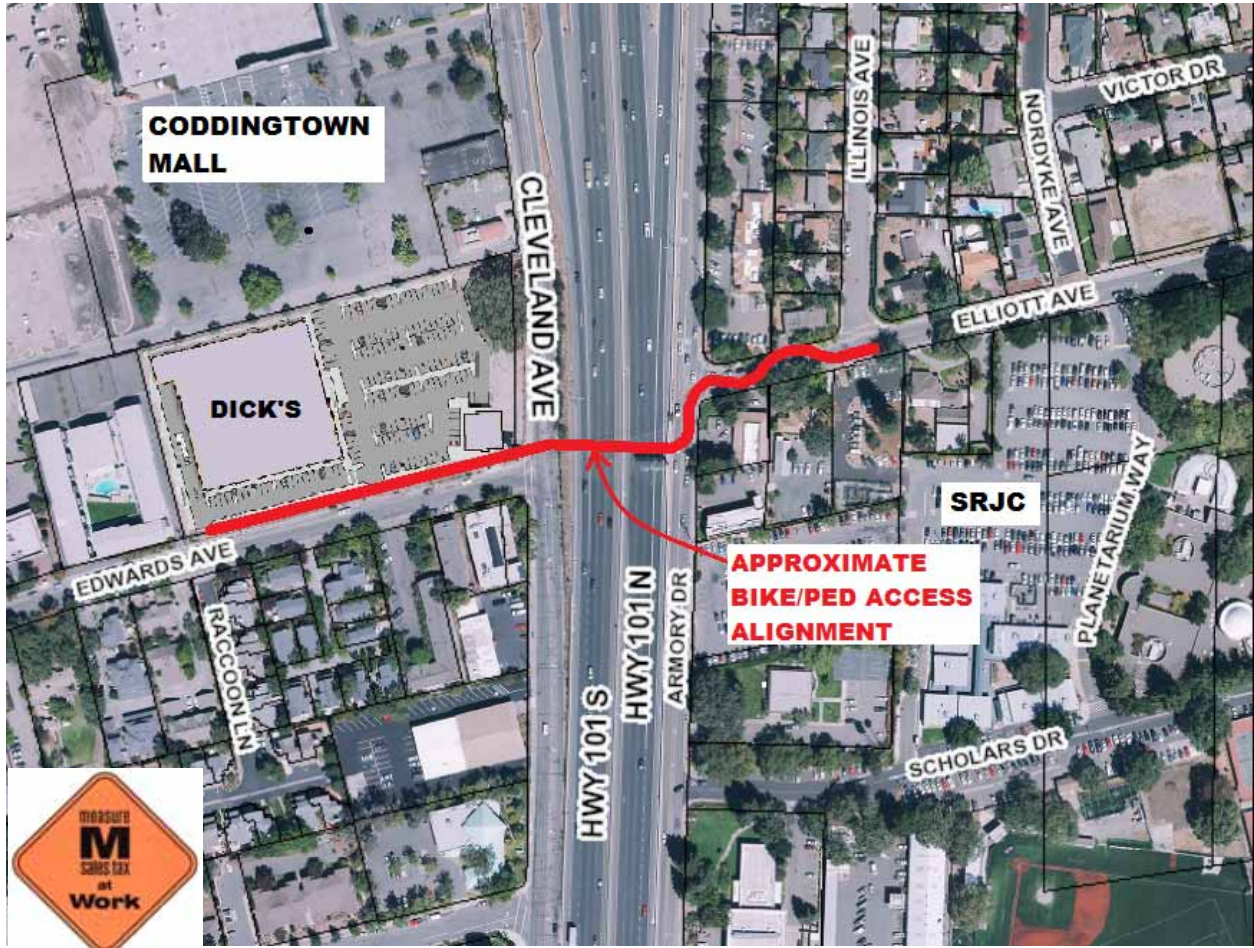 CODDINGTOWN
MALL
CLEVELAND AVE
ILLINOIS AVE
NORDYKE AVE
VICTOR DR
ELLIOTT AVE
DICK'S
SRJC
PLANETARIUM WAY
EDWARDS AVE
RACCOON LN
APPROXIMATE
BIKE/PED ACCESS
ALIGNMENT
HWY 101 S
HWY 101 N
ARMORY DR
SCHOLARS DR
measure
M
sales tax
at
Work